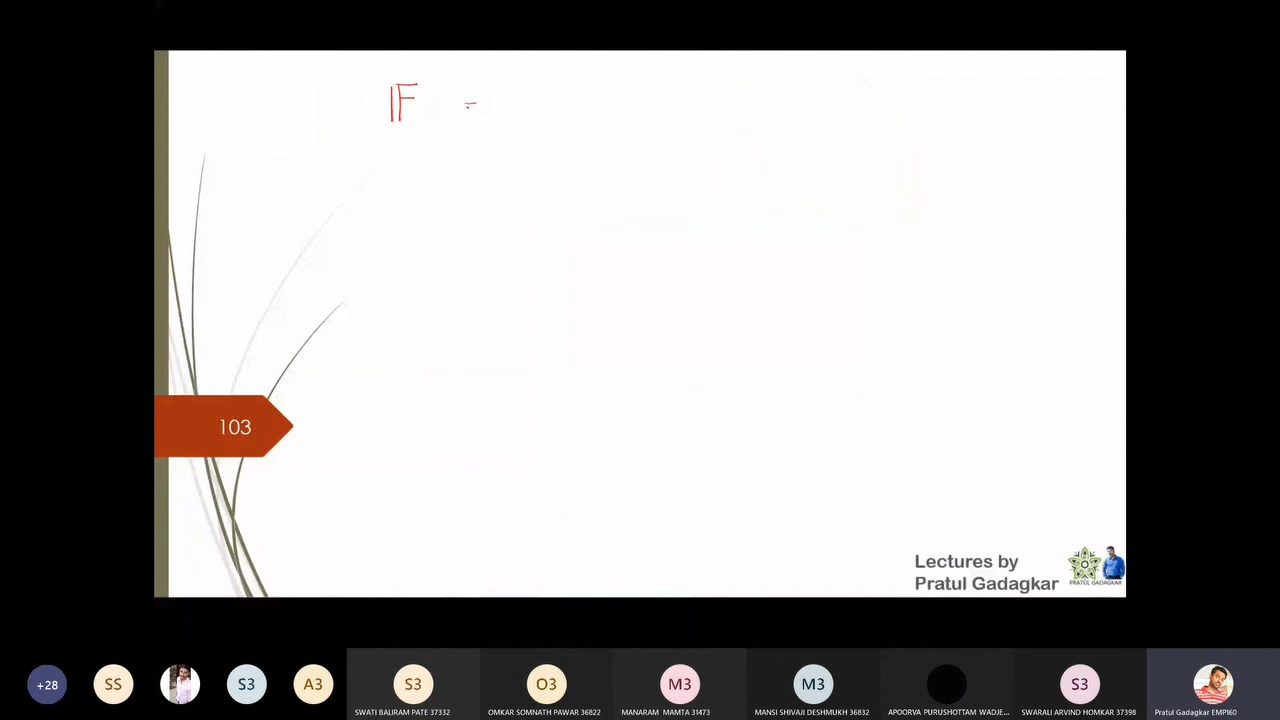 IF =
103
Lectures by
Pratul Gadagkar
PRATUL GADAGKAR
+28
SS
S3
A3
S3
O3
M3
M3
S3
SWATI BALIRAM PATE 37332
OMKAR SOMNATH PAWAR 36822
MANARAM MAMTA 31473
MANSI SHIVAJI DESHMUKH 36832
APOORVA PURUSHOTTAM WADJE...
SWARALI ARVIND HOMKAR 37398
Pratul Gadagkar EMP160